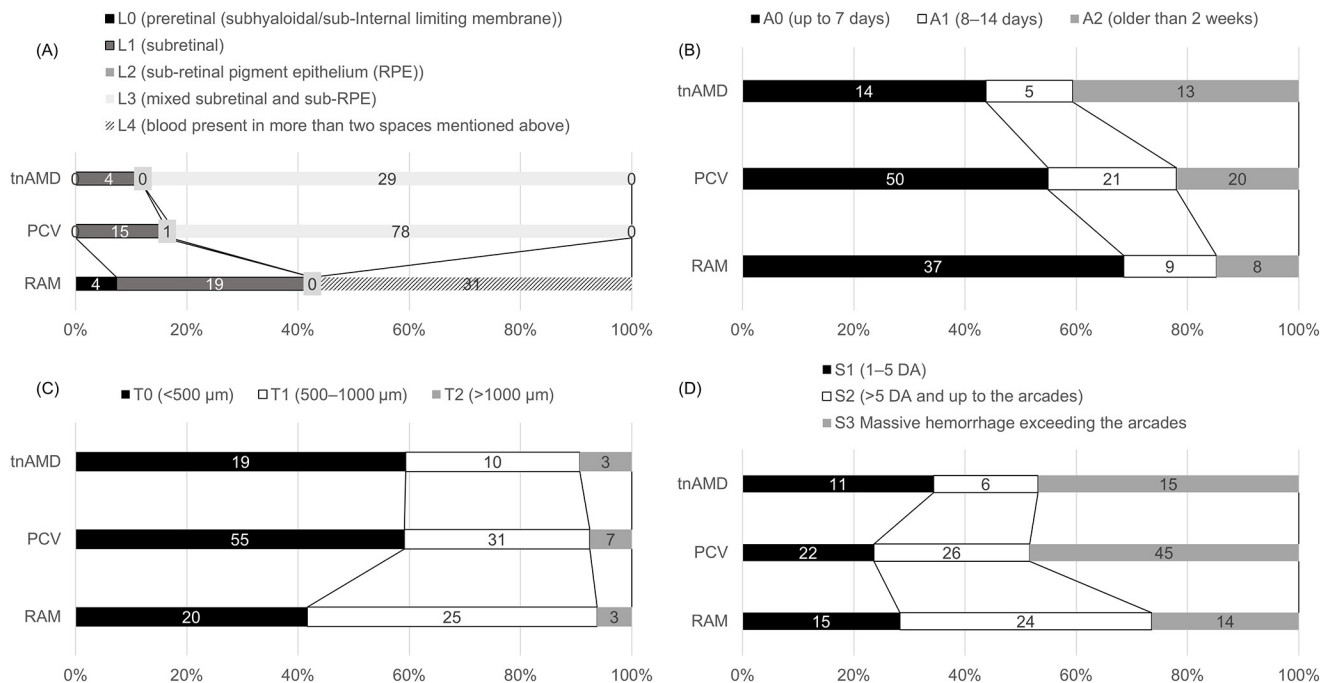 (A)
L0 (preretinal (subhyaloidal/sub-Internal limiting membrane))
L1 (subretinal)
L2 (sub-retinal pigment epithelium (RPE))
L3 (mixed subretinal and sub-RPE)
L4 (blood present in more than two spaces mentioned above)
tnAMD 0 4 0 29 0
PCV 0 15 1 78 0
RAM 4 19 0 31
0% 20% 40% 60% 80% 100%
(B)
A0 (up to 7 days) A1 (8–14 days) A2 (older than 2 weeks)
tnAMD 14 5 13
PCV 50 21 20
RAM 37 9 8
0% 20% 40% 60% 80% 100%
(C)
T0 (<500 µm) T1 (500–1000 µm) T2 (>1000 µm)
tnAMD 19 10 3
PCV 55 31 7
RAM 20 25 3
0% 20% 40% 60% 80% 100%
(D)
S1 (1–5 DA)
S2 (>5 DA and up to the arcades)
S3 Massive hemorrhage exceeding the arcades
tnAMD 11 6 15
PCV 22 26 45
RAM 15 24 14
0% 20% 40% 60% 80% 100%